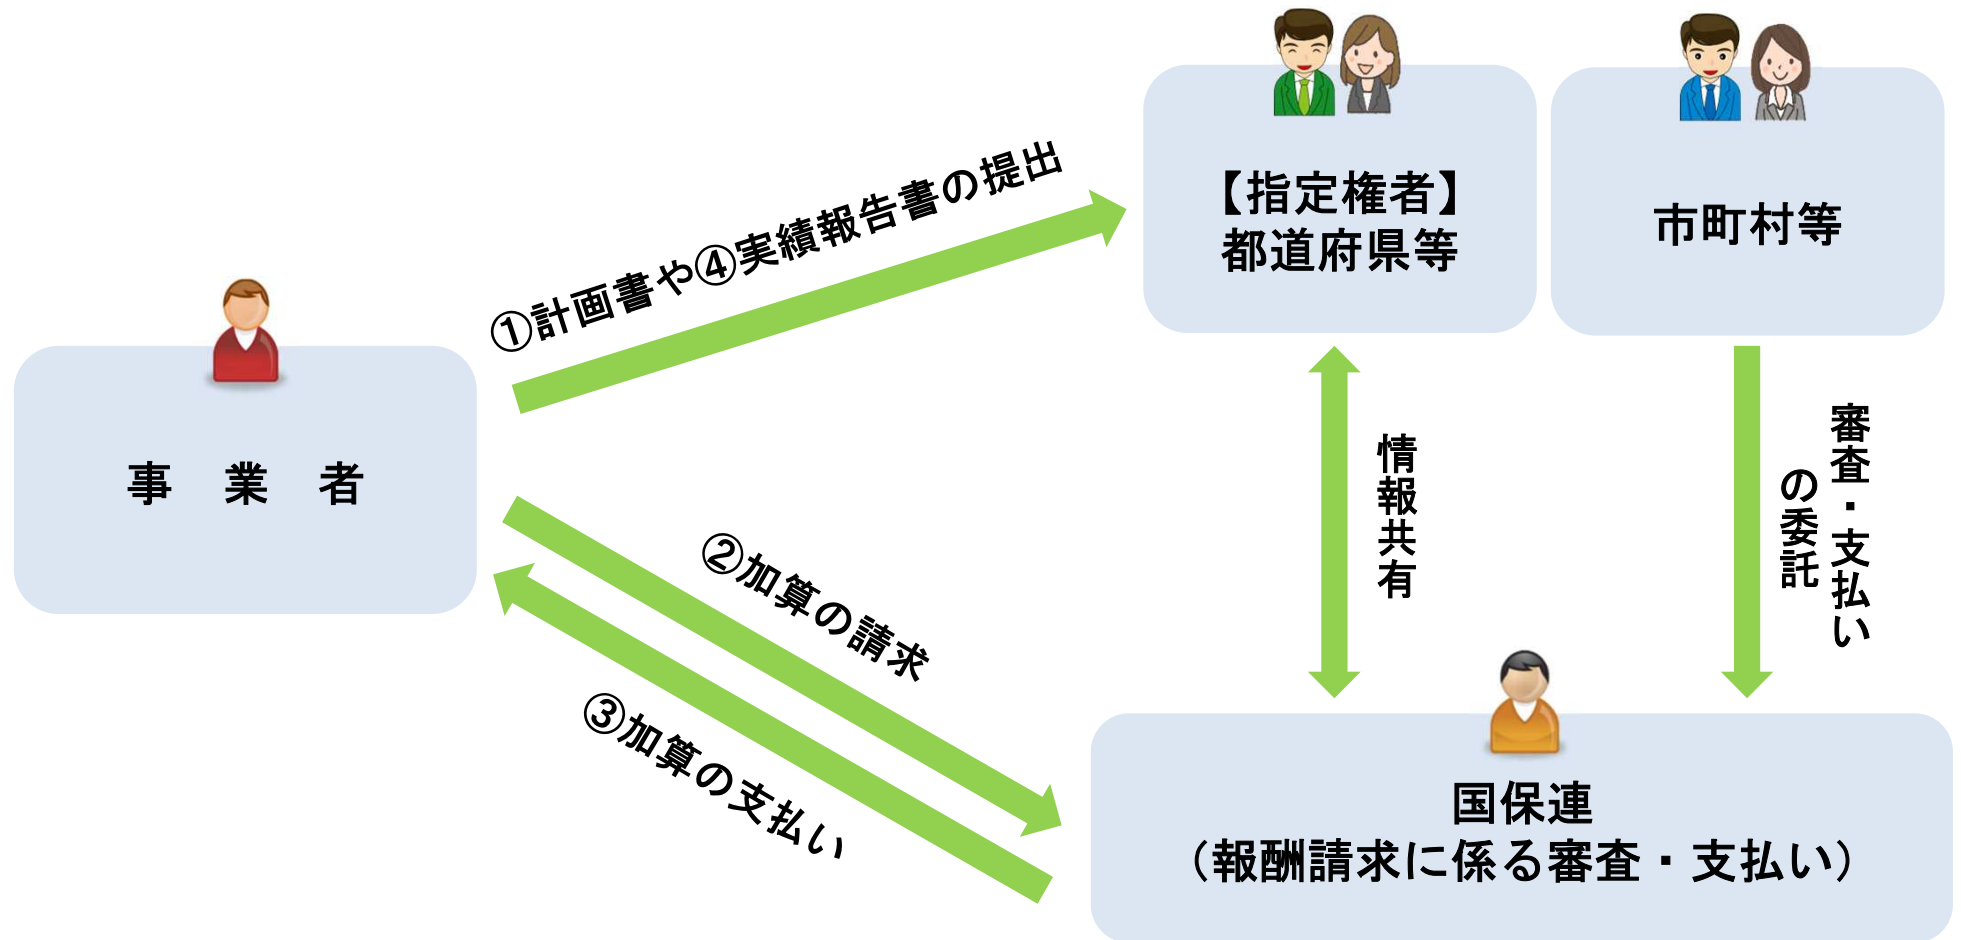 ①計画書や④実績報告書の提出
【指定権者】
都道府県等
市町村等
事　業　者
情報共有
審査・支払い
の委託
②加算の請求
③加算の支払い
国保連
（報酬請求に係る審査・支払い）